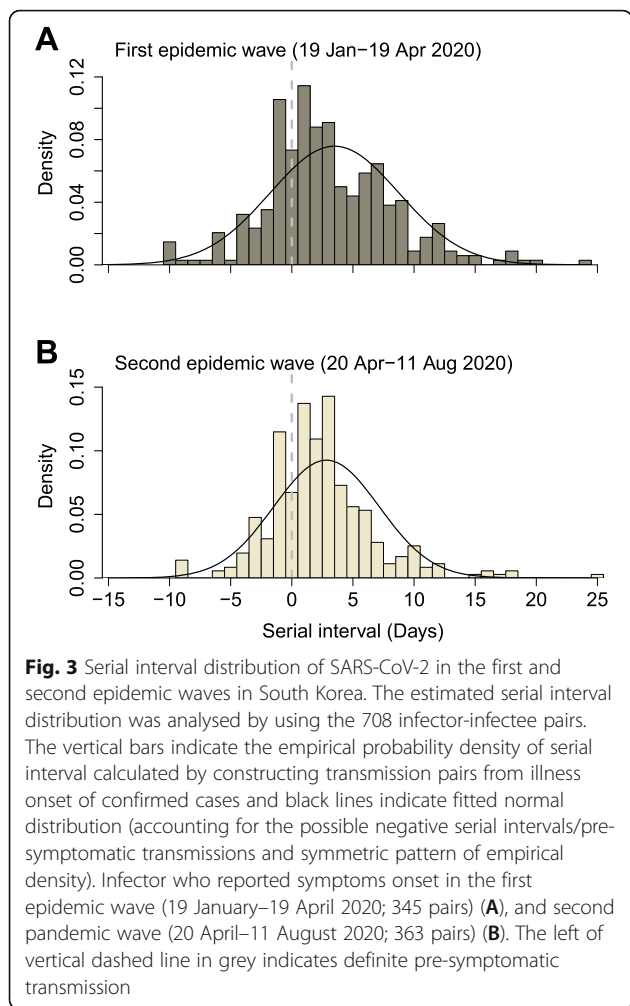 A
First epidemic wave (19 Jan–19 Apr 2020)
0.12
0.08
0.04
0.00
Density
B
Second epidemic wave (20 Apr–11 Aug 2020)
0.15
0.10
0.05
0.00
Density
−15 −10 −5 0 5 10 15 20 25
Serial interval (Days)
Fig. 3 Serial interval distribution of SARS-CoV-2 in the first and
second epidemic waves in South Korea. The estimated serial interval
distribution was analysed by using the 708 infector-infectee pairs.
The vertical bars indicate the empirical probability density of serial
interval calculated by constructing transmission pairs from illness
onset of confirmed cases and black lines indicate fitted normal
distribution (accounting for the possible negative serial intervals/pre-
symptomatic transmissions and symmetric pattern of empirical
density). Infector who reported symptoms onset in the first
epidemic wave (19 January–19 April 2020; 345 pairs) (A), and second
pandemic wave (20 April–11 August 2020; 363 pairs) (B). The left of
vertical dashed line in grey indicates definite pre-symptomatic
transmission